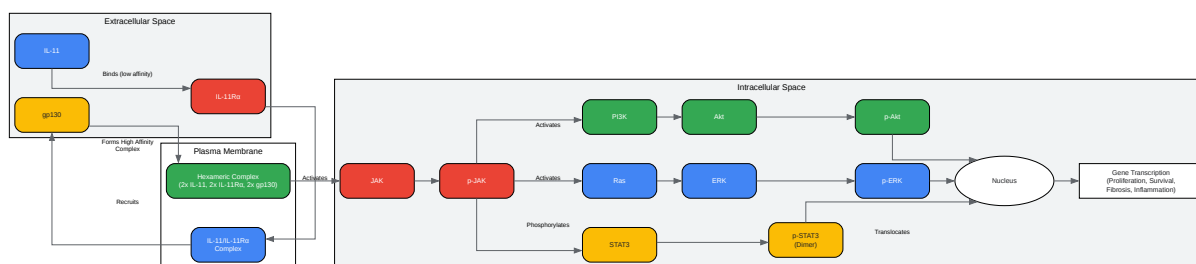 Extracellular Space
IL-11
Binds (low affinity)
IL-11Rα
gp130
Forms High Affinity
Complex
Plasma Membrane
Hexameric Complex
(2x IL-11, 2x IL-11Rα, 2x gp130)
Activates
Recruits
IL-11/IL-11Rα
Complex
Intracellular Space
JAK
p-JAK
Activates
PI3K
Akt
p-Akt
Activates
Ras
ERK
p-ERK
Nucleus
Gene Transcription
(Proliferation, Survival,
Fibrosis, Inflammation)
Phosphorylates
STAT3
p-STAT3
(Dimer)
Translocates